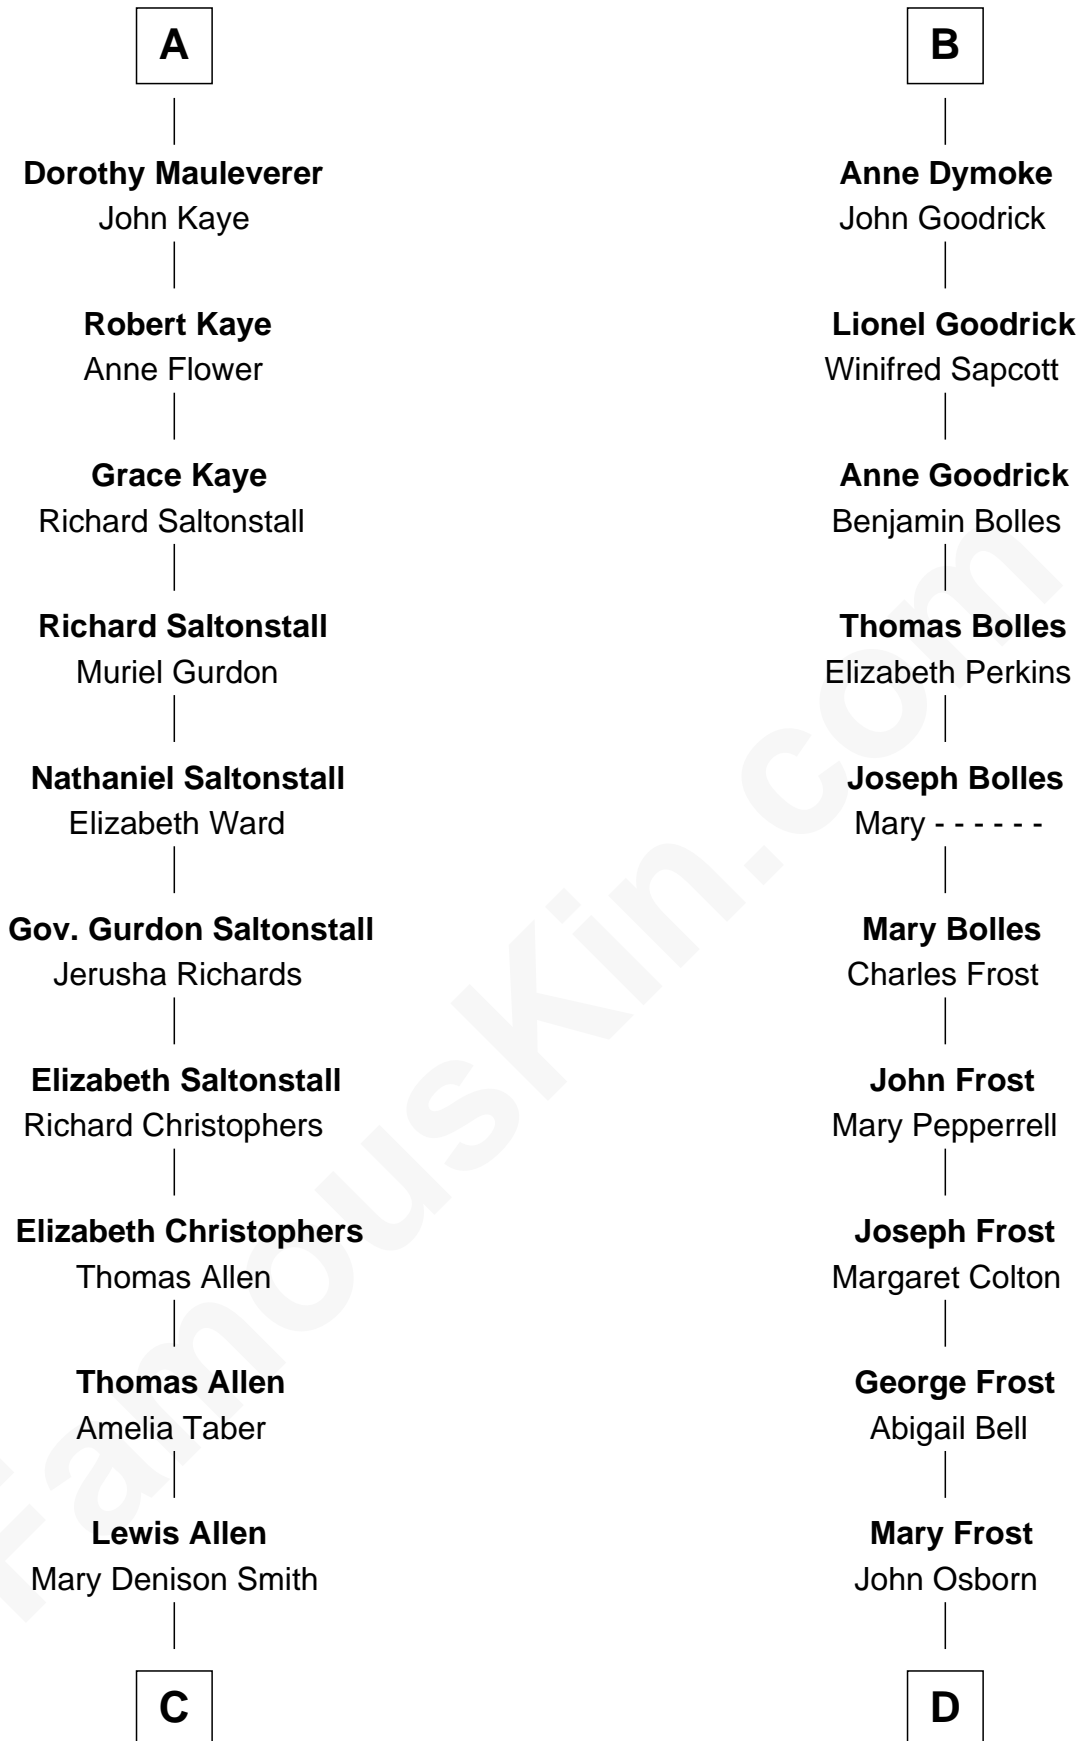 A
Dorothy Mauleverer
John Kaye
Robert Kaye
Anne Flower
Grace Kaye
Richard Saltonstall
Richard Saltonstall
Muriel Gurdon
Nathaniel Saltonstall
Elizabeth Ward
Gov. Gurdon Saltonstall
Jerusha Richards
Elizabeth Saltonstall
Richard Christophers
Elizabeth Christophers
Thomas Allen
Thomas Allen
Amelia Taber
Lewis Allen
Mary Denison Smith
C
B
Anne Dymoke
John Goodrick
Lionel Goodrick
Winifred Sapcott
Anne Goodrick
Benjamin Bolles
Thomas Bolles
Elizabeth Perkins
Joseph Bolles
Mary - - - - - -
Mary Bolles
Charles Frost
John Frost
Mary Pepperrell
Joseph Frost
Margaret Colton
George Frost
Abigail Bell
Mary Frost
John Osborn
D
FamousKin.com